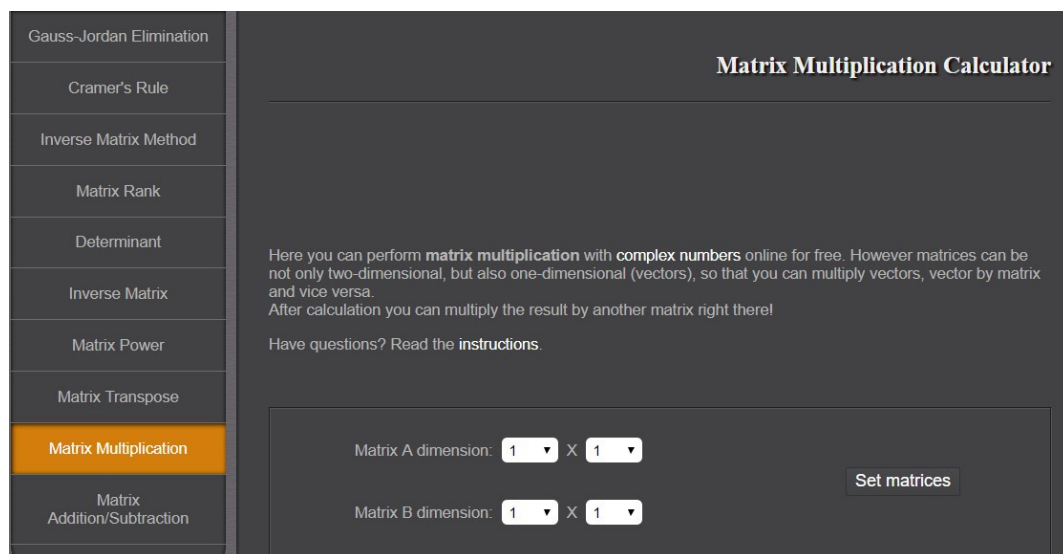 Gauss-Jordan Elimination
Cramer's Rule
Inverse Matrix Method
Matrix Rank
Determinant
Inverse Matrix
Matrix Power
Matrix Transpose
Matrix Multiplication
Matrix
Addition/Subtraction
Matrix Multiplication Calculator
Here you can perform matrix multiplication with complex numbers online for free. However matrices can be
not only two-dimensional, but also one-dimensional (vectors), so that you can multiply vectors, vector by matrix
and vice versa.
After calculation you can multiply the result by another matrix right there!
Have questions? Read the instructions.
Matrix A dimension: 1 X 1
Set matrices
Matrix B dimension: 1 X 1